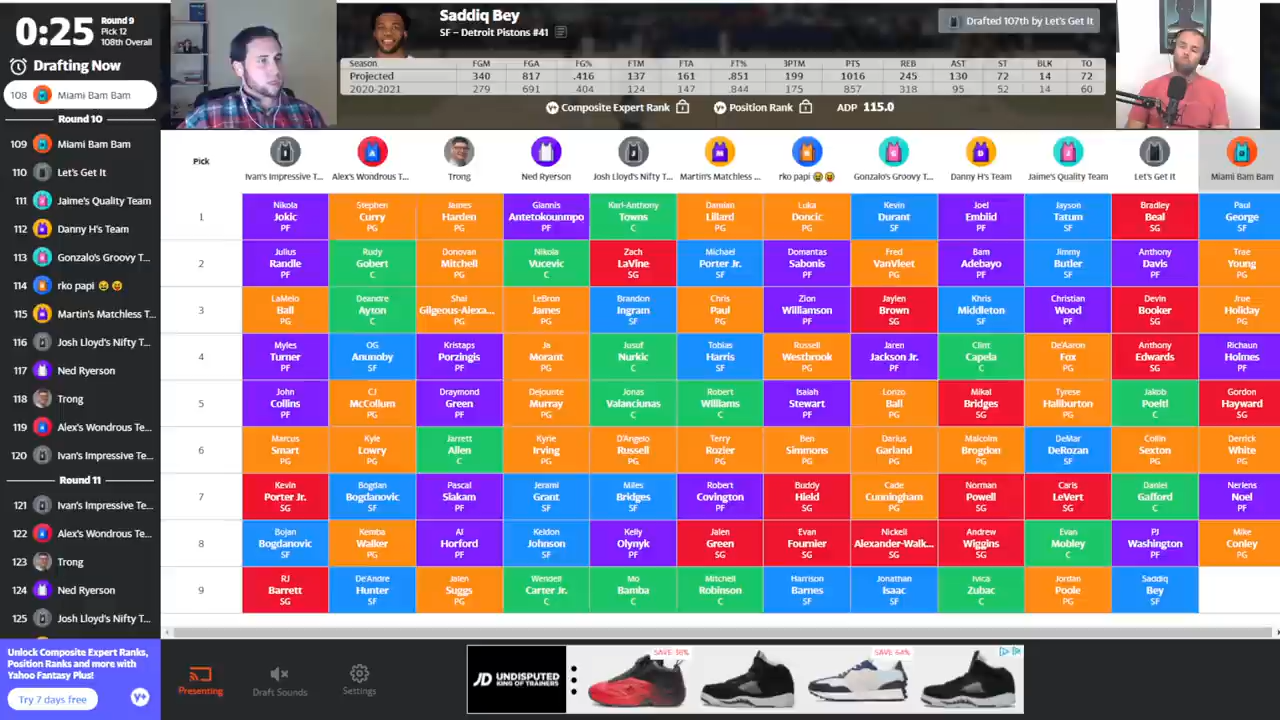 0:25
Round 9
Pick 12
108th Overall
Drafting Now
108 Miami Bam Bam
Round 10
109 Miami Bam Bam
110 Let's Get It
111 Jaime's Quality Team
112 Danny H's Team
113 Gonzalo's Groovy T...
114 rko papi 😢😝
115 Martin's Matchless T...
116 Josh Lloyd's Nifty T...
117 Ned Ryerson
118 Trong
119 Alex's Wondrous Te...
120 Ivan's Impressive Te...
Round 11
121 Ivan's Impressive Te...
122 Alex's Wondrous Te...
123 Trong
124 Ned Ryerson
125 Josh Lloyd's Nifty T...
Unlock Composite Expert Ranks,
Position Ranks and more with
Yahoo Fantasy Plus!
Try 7 days free
Y+
Saddiq Bey
SF – Detroit Pistons #41
Drafted 107th by Let's Get It
Season FGM FGA FG% FTM FTA FT% 3PTM PTS REB AST ST BLK TO
Projected 340 817 .416 137 161 .851 199 1016 245 130 72 14 72
2020-2021 279 691 .404 124 147 .844 175 857 318 95 52 14 60
Y+ Composite Expert Rank Y+ Position Rank ADP 115.0
Pick Ivan's Impressive T... Alex's Wondrous T... Trong Ned Ryerson Josh Lloyd's Nifty T... Martin's Matchless ... rko papi 😢😝 Gonzalo's Groovy T... Danny H's Team Jaime's Quality Team Let's Get It Miami Bam Bam
Nikola Stephen James Giannis Karl-Anthony Damian Luka Kevin Joel Jayson Bradley Paul
1 Jokic Curry Harden Antetokounmpo Towns Lillard Doncic Durant Embiid Tatum Beal George
PF PG PG PF C PG PG SF PF SF SG SF
Julius Rudy Donovan Nikola Zach Michael Domantas Fred Bam Jimmy Anthony Trae
2 Randle Gobert Mitchell Vucevic LaVine Porter Jr. Sabonis VanVleet Adebayo Butler Davis Young
PF C PG C SG SF PF PG PF SF PF PG
LaMelo Deandre Shai LeBron Brandon Chris Zion Jaylen Khris Christian Devin Jrue
3 Ball Ayton Gilgeous-Alexa... James Ingram Paul Williamson Brown Middleton Wood Booker Holiday
PG C PG PG SF PG PF SG SF PF SG PG
Myles OG Kristaps Ja Jusuf Tobias Russell Jaren Clint De'Aaron Anthony Richaun
4 Turner Anunoby Porzingis Morant Nurkic Harris Westbrook Jackson Jr. Capela Fox Edwards Holmes
PF SF PF PG C SF PG PF C PG SG PF
John CJ Draymond Dejounte Jonas Robert Isaiah Lonzo Mikal Tyrese Jakob Gordon
5 Collins McCollum Green Murray Valanciunas Williams Stewart Ball Bridges Haliburton Poeltl Hayward
PF PG PF PG C C PF PG SG PG C SG
Marcus Kyle Jarrett Kyrie D'Angelo Terry Ben Darius Malcolm DeMar Collin Derrick
6 Smart Lowry Allen Irving Russell Rozier Simmons Garland Brogdon DeRozan Sexton White
PG PG C PG PG PG PG PG PG SF PG PG
Kevin Bogdan Pascal Jerami Miles Robert Buddy Cade Norman Caris Daniel Nerlens
7 Porter Jr. Bogdanovic Siakam Grant Bridges Covington Hield Cunningham Powell LeVert Gafford Noel
SG SF PF SF SF PF SG PG SG SG C PF
Bojan Kemba Al Keldon Kelly Jalen Evan Nickeil Andrew Evan PJ Mike
8 Bogdanovic Walker Horford Johnson Olynyk Green Fournier Alexander-Walk... Wiggins Mobley Washington Conley
SF PG PF SF PF SG SG SG SG C PF PG
RJ De'Andre Jalen Wendell Mo Mitchell Harrison Jonathan Ivica Jordan Saddiq
9 Barrett Hunter Suggs Carter Jr. Bamba Robinson Barnes Isaac Zubac Poole Bey
SG SF PG C C C SF SF C PG SF
Presenting
Draft Sounds
Settings
JD UNDISPUTED
KING OF TRAINERS
SAVE 64%